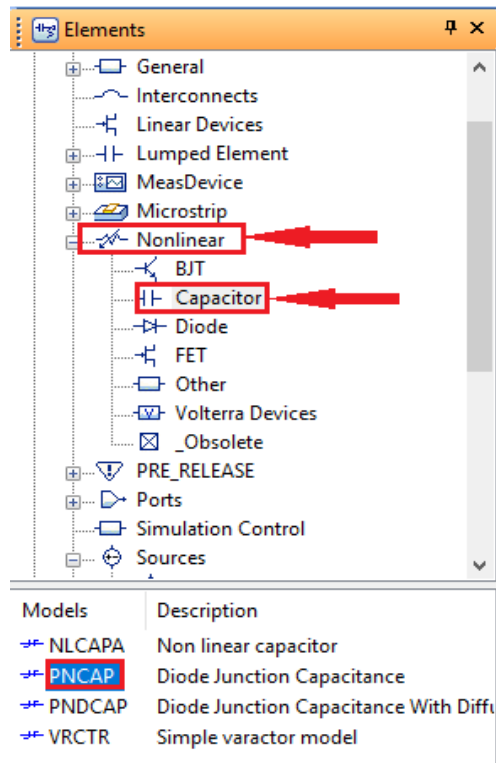 Elements
General
Interconnects
Linear Devices
Lumped Element
MeasDevice
Microstrip
Nonlinear
BJT
Capacitor
Diode
FET
Other
Volterra Devices
_Obsolete
PRE_RELEASE
Ports
Simulation Control
Sources
Models Description
NLCAPA Non linear capacitor
PNCAP Diode Junction Capacitance
PNDCAP Diode Junction Capacitance With Diffu
VRCTR Simple varactor model